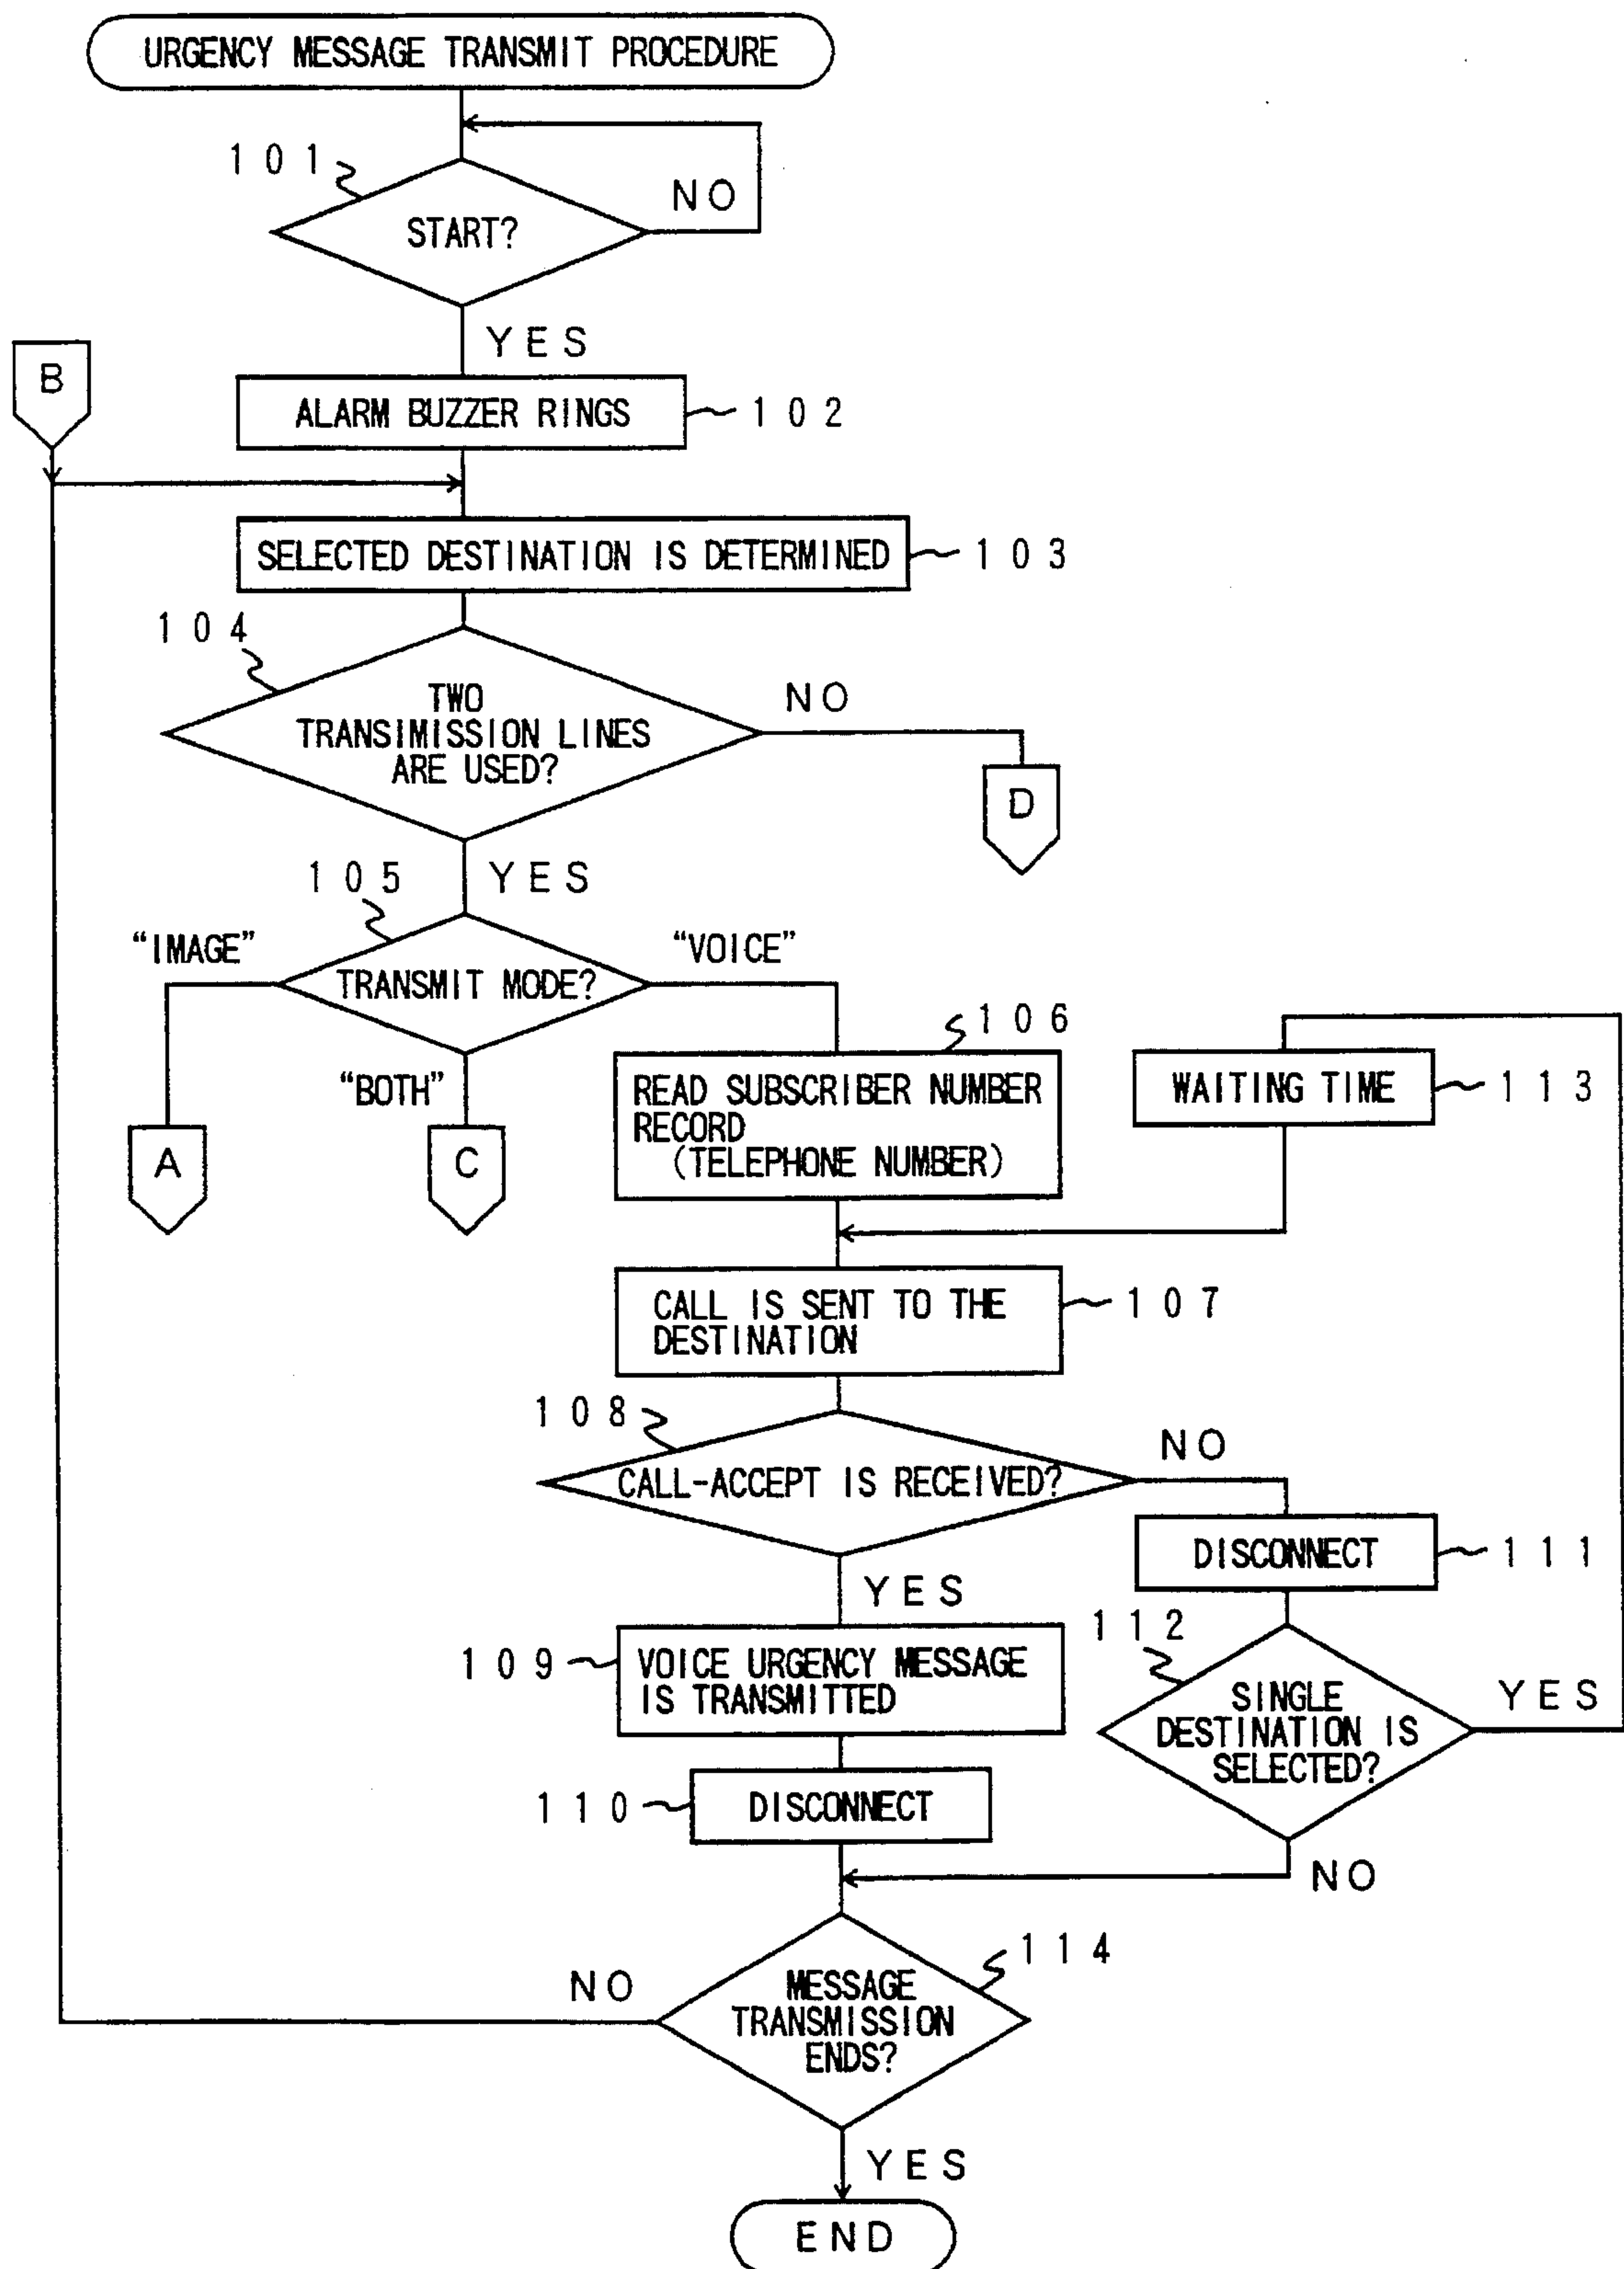 URGENCY MESSAGE TRANSMIT PROCEDURE
101
START?
NO
YES
B
ALARM BUZZER RINGS
102
SELECTED DESTINATION IS DETERMINED
103
104
TWO
TRANSIMISSION LINES
ARE USED?
NO
D
YES
105
"IMAGE"
TRANSMIT MODE?
"VOICE"
"BOTH"
A
C
106
READ SUBSCRIBER NUMBER
RECORD
(TELEPHONE NUMBER)
WAITING TIME
113
CALL IS SENT TO THE
DESTINATION
107
108
CALL-ACCEPT IS RECEIVED?
NO
YES
DISCONNECT
111
109
VOICE URGENCY MESSAGE
IS TRANSMITTED
112
SINGLE
DESTINATION IS
SELECTED?
YES
NO
110
DISCONNECT
114
MESSAGE
TRANSMISSION
ENDS?
NO
YES
END